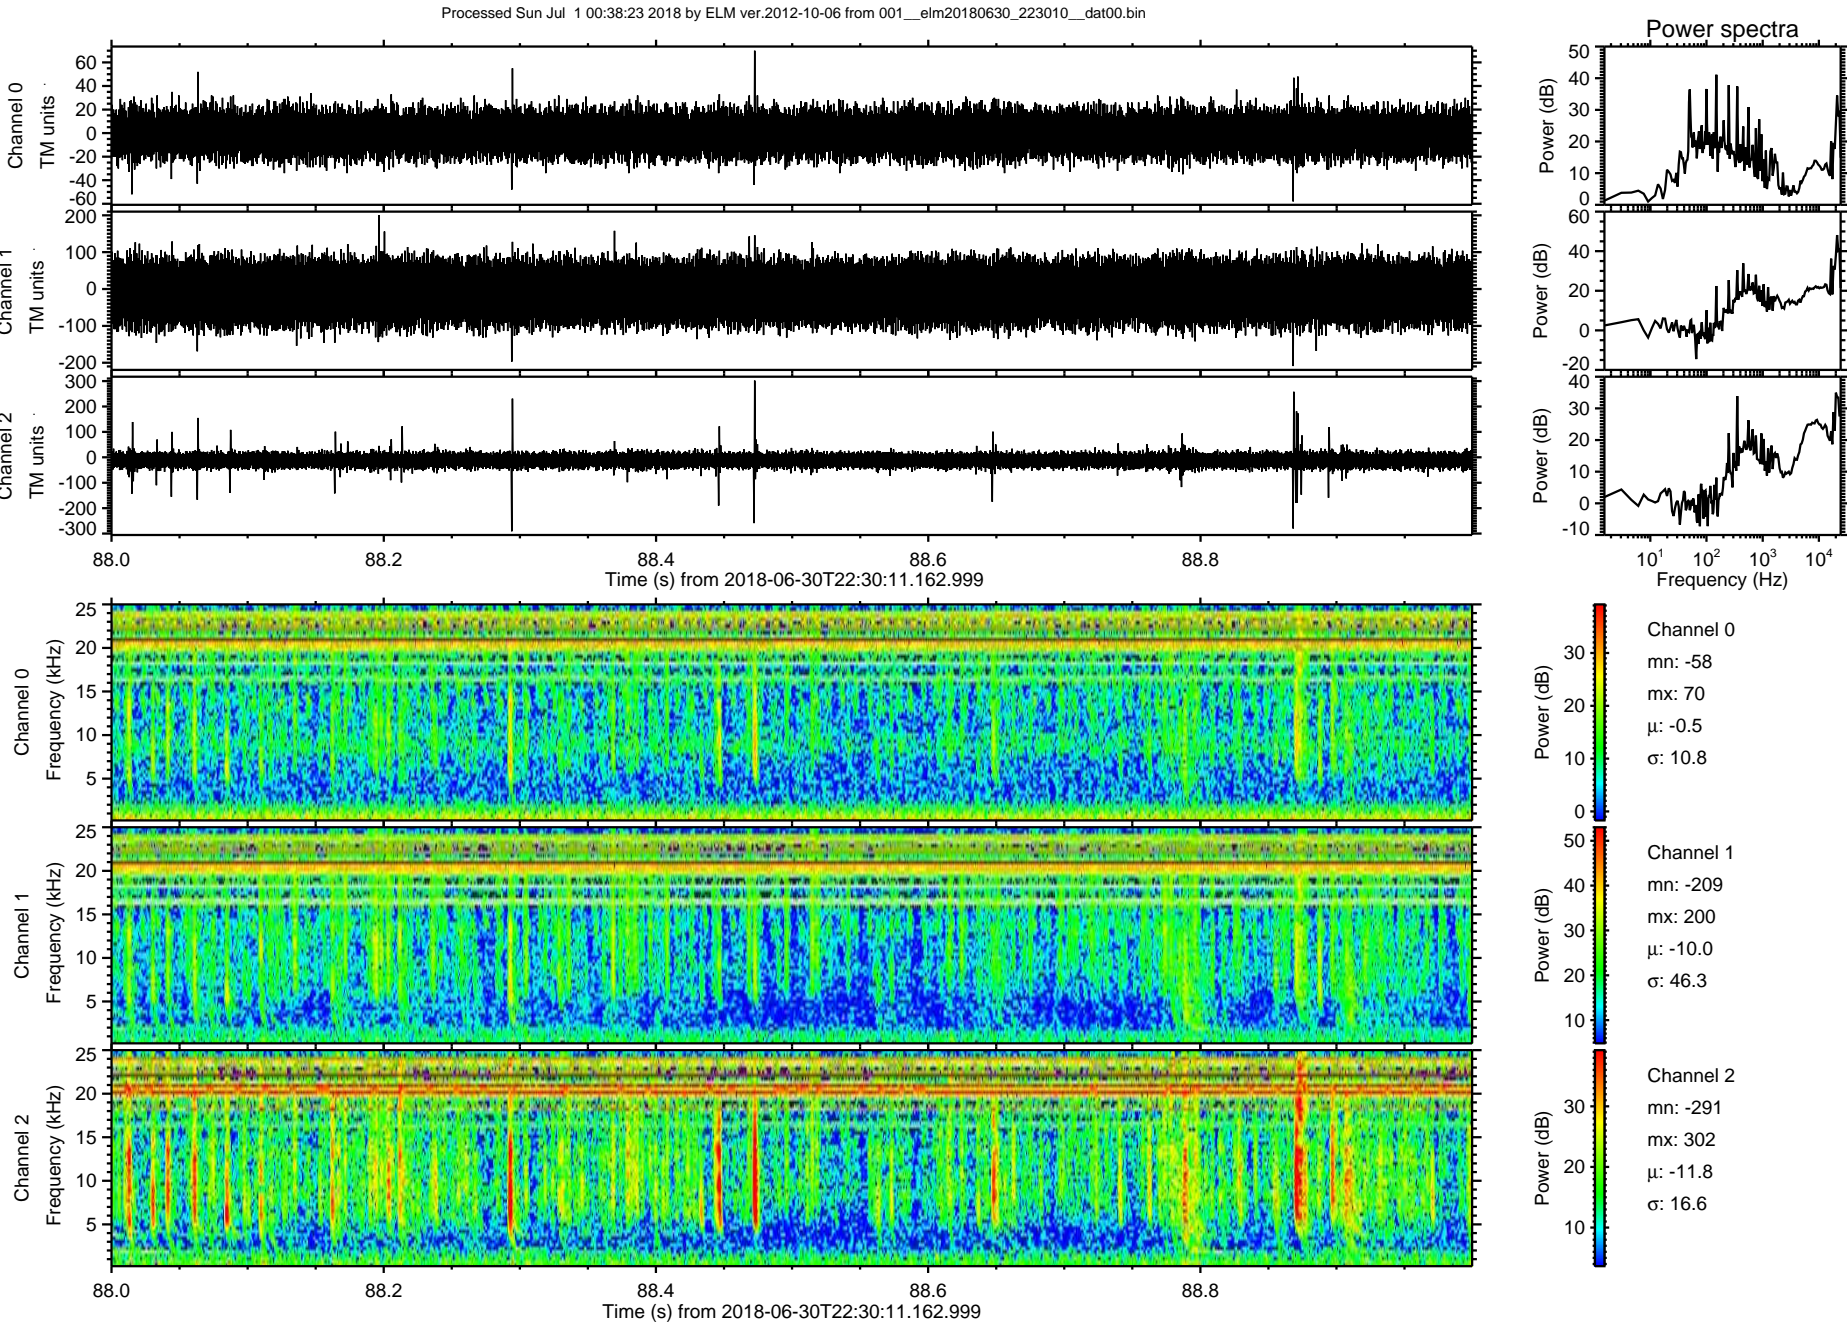 Processed Sun Jul  1 00:38:23 2018 by ELM ver.2012-10-06 from 001__elm20180630_223010__dat00.bin
Power spectra
Channel 0
TM units
60
40
20
0
-20
-40
-60
Power (dB)
50
40
30
20
10
0
Channel 1
TM units
200
100
0
-100
-200
Power (dB)
60
40
20
0
-20
Channel 2
TM units
300
200
100
0
-100
-200
-300
Power (dB)
40
30
20
10
0
-10
88.0 88.2 88.4 88.6 88.8
Time (s) from 2018-06-30T22:30:11.162.999
10^1 10^2 10^3 10^4
Frequency (Hz)
Channel 0
Frequency (kHz)
25
20
15
10
5
Power (dB)
30
20
10
0
Channel 0
mn: -58
mx: 70
μ: -0.5
σ: 10.8
Channel 1
Frequency (kHz)
25
20
15
10
5
Power (dB)
50
40
30
20
10
Channel 1
mn: -209
mx: 200
μ: -10.0
σ: 46.3
Channel 2
Frequency (kHz)
25
20
15
10
5
Power (dB)
30
20
10
Channel 2
mn: -291
mx: 302
μ: -11.8
σ: 16.6
88.0 88.2 88.4 88.6 88.8
Time (s) from 2018-06-30T22:30:11.162.999